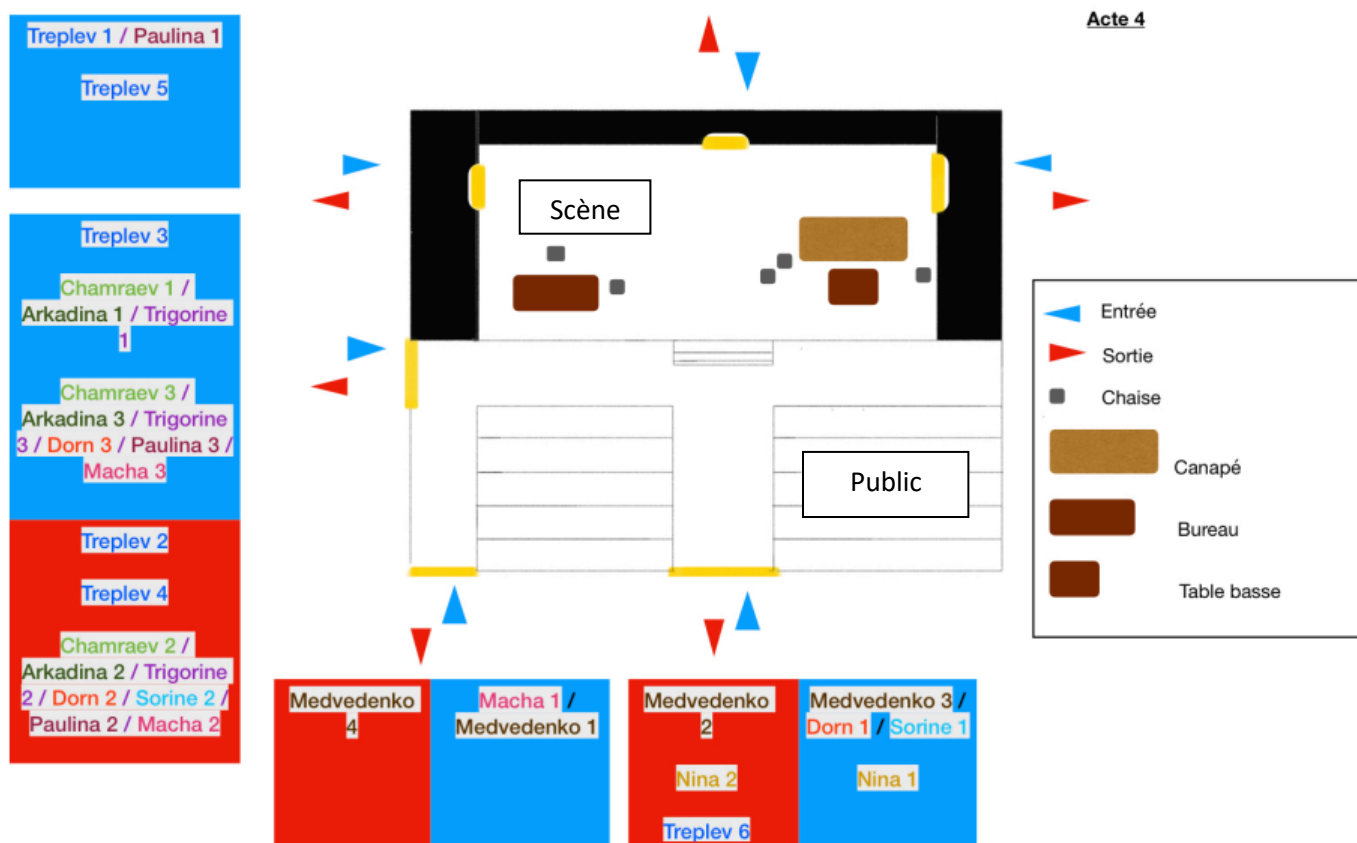 Acte 4
Treplev 1 / Paulina 1
Treplev 5
Treplev 3
Chamraev 1 /
Arkadina 1 / Trigorine
1
Chamraev 3 /
Arkadina 3 / Trigorine
3 / Dorn 3 / Paulina 3 /
Macha 3
Treplev 2
Treplev 4
Chamraev 2 /
Arkadina 2 / Trigorine
2 / Dorn 2 / Sorine 2 /
Paulina 2 / Macha 2
Scène
Public
Entrée
Sortie
Chaise
Canapé
Bureau
Table basse
Medvedenko
4
Macha 1 /
Medvedenko 1
Medvedenko
2
Nina 2
Treplev 6
Medvedenko 3 /
Dorn 1 / Sorine 1
Nina 1